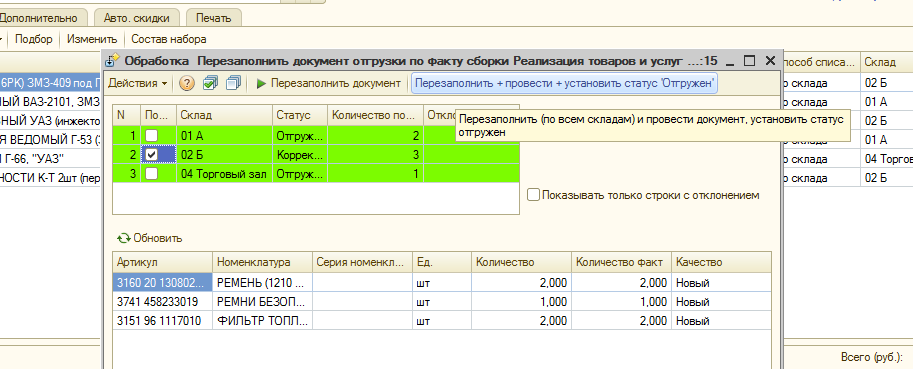 Дополнительно Авто. скидки Печать
Подбор Изменить Состав набора
Обработка Перезаполнить документ отгрузки по факту сборки Реализация товаров и услуг ...:15
Действия Перезаполнить документ Перезаполнить + провести + установить статус 'Отгружен'
Перезаполнить (по всем складам) и провести документ, установить статус
отгружен
N По... Склад Статус Количество по... Откло
1 01 А Отгруж... 2
2 02 Б Коррек... 3
3 04 Торговый зал Отгруж... 1
Показывать только строки с отклонением
Обновить
Артикул Номенклатура Серия номенкл... Ед. Количество Количество факт Качество
3160 20 130802... РЕМЕНЬ (1210 ... шт 2,000 2,000 Новый
3741 458233019 РЕМНИ БЕЗОП... шт 1,000 1,000 Новый
3151 96 1117010 ФИЛЬТР ТОПЛ... шт 2,000 2,000 Новый
6РК) ЗМЗ-409 под Г
НЫЙ ВАЗ-2101, ЗМЗ
НЫЙ УАЗ (инжекто
Я ВЕДОМЫЙ Г-53 (З
И Г-66, "УАЗ"
НОСТИ К-Т 2шт (пер
пособ списа... Склад
о склада 02 Б
о склада 01 А
о склада 02 Б
о склада 01 А
о склада 04 Торгов
о склада 02 Б
Всего (руб.):